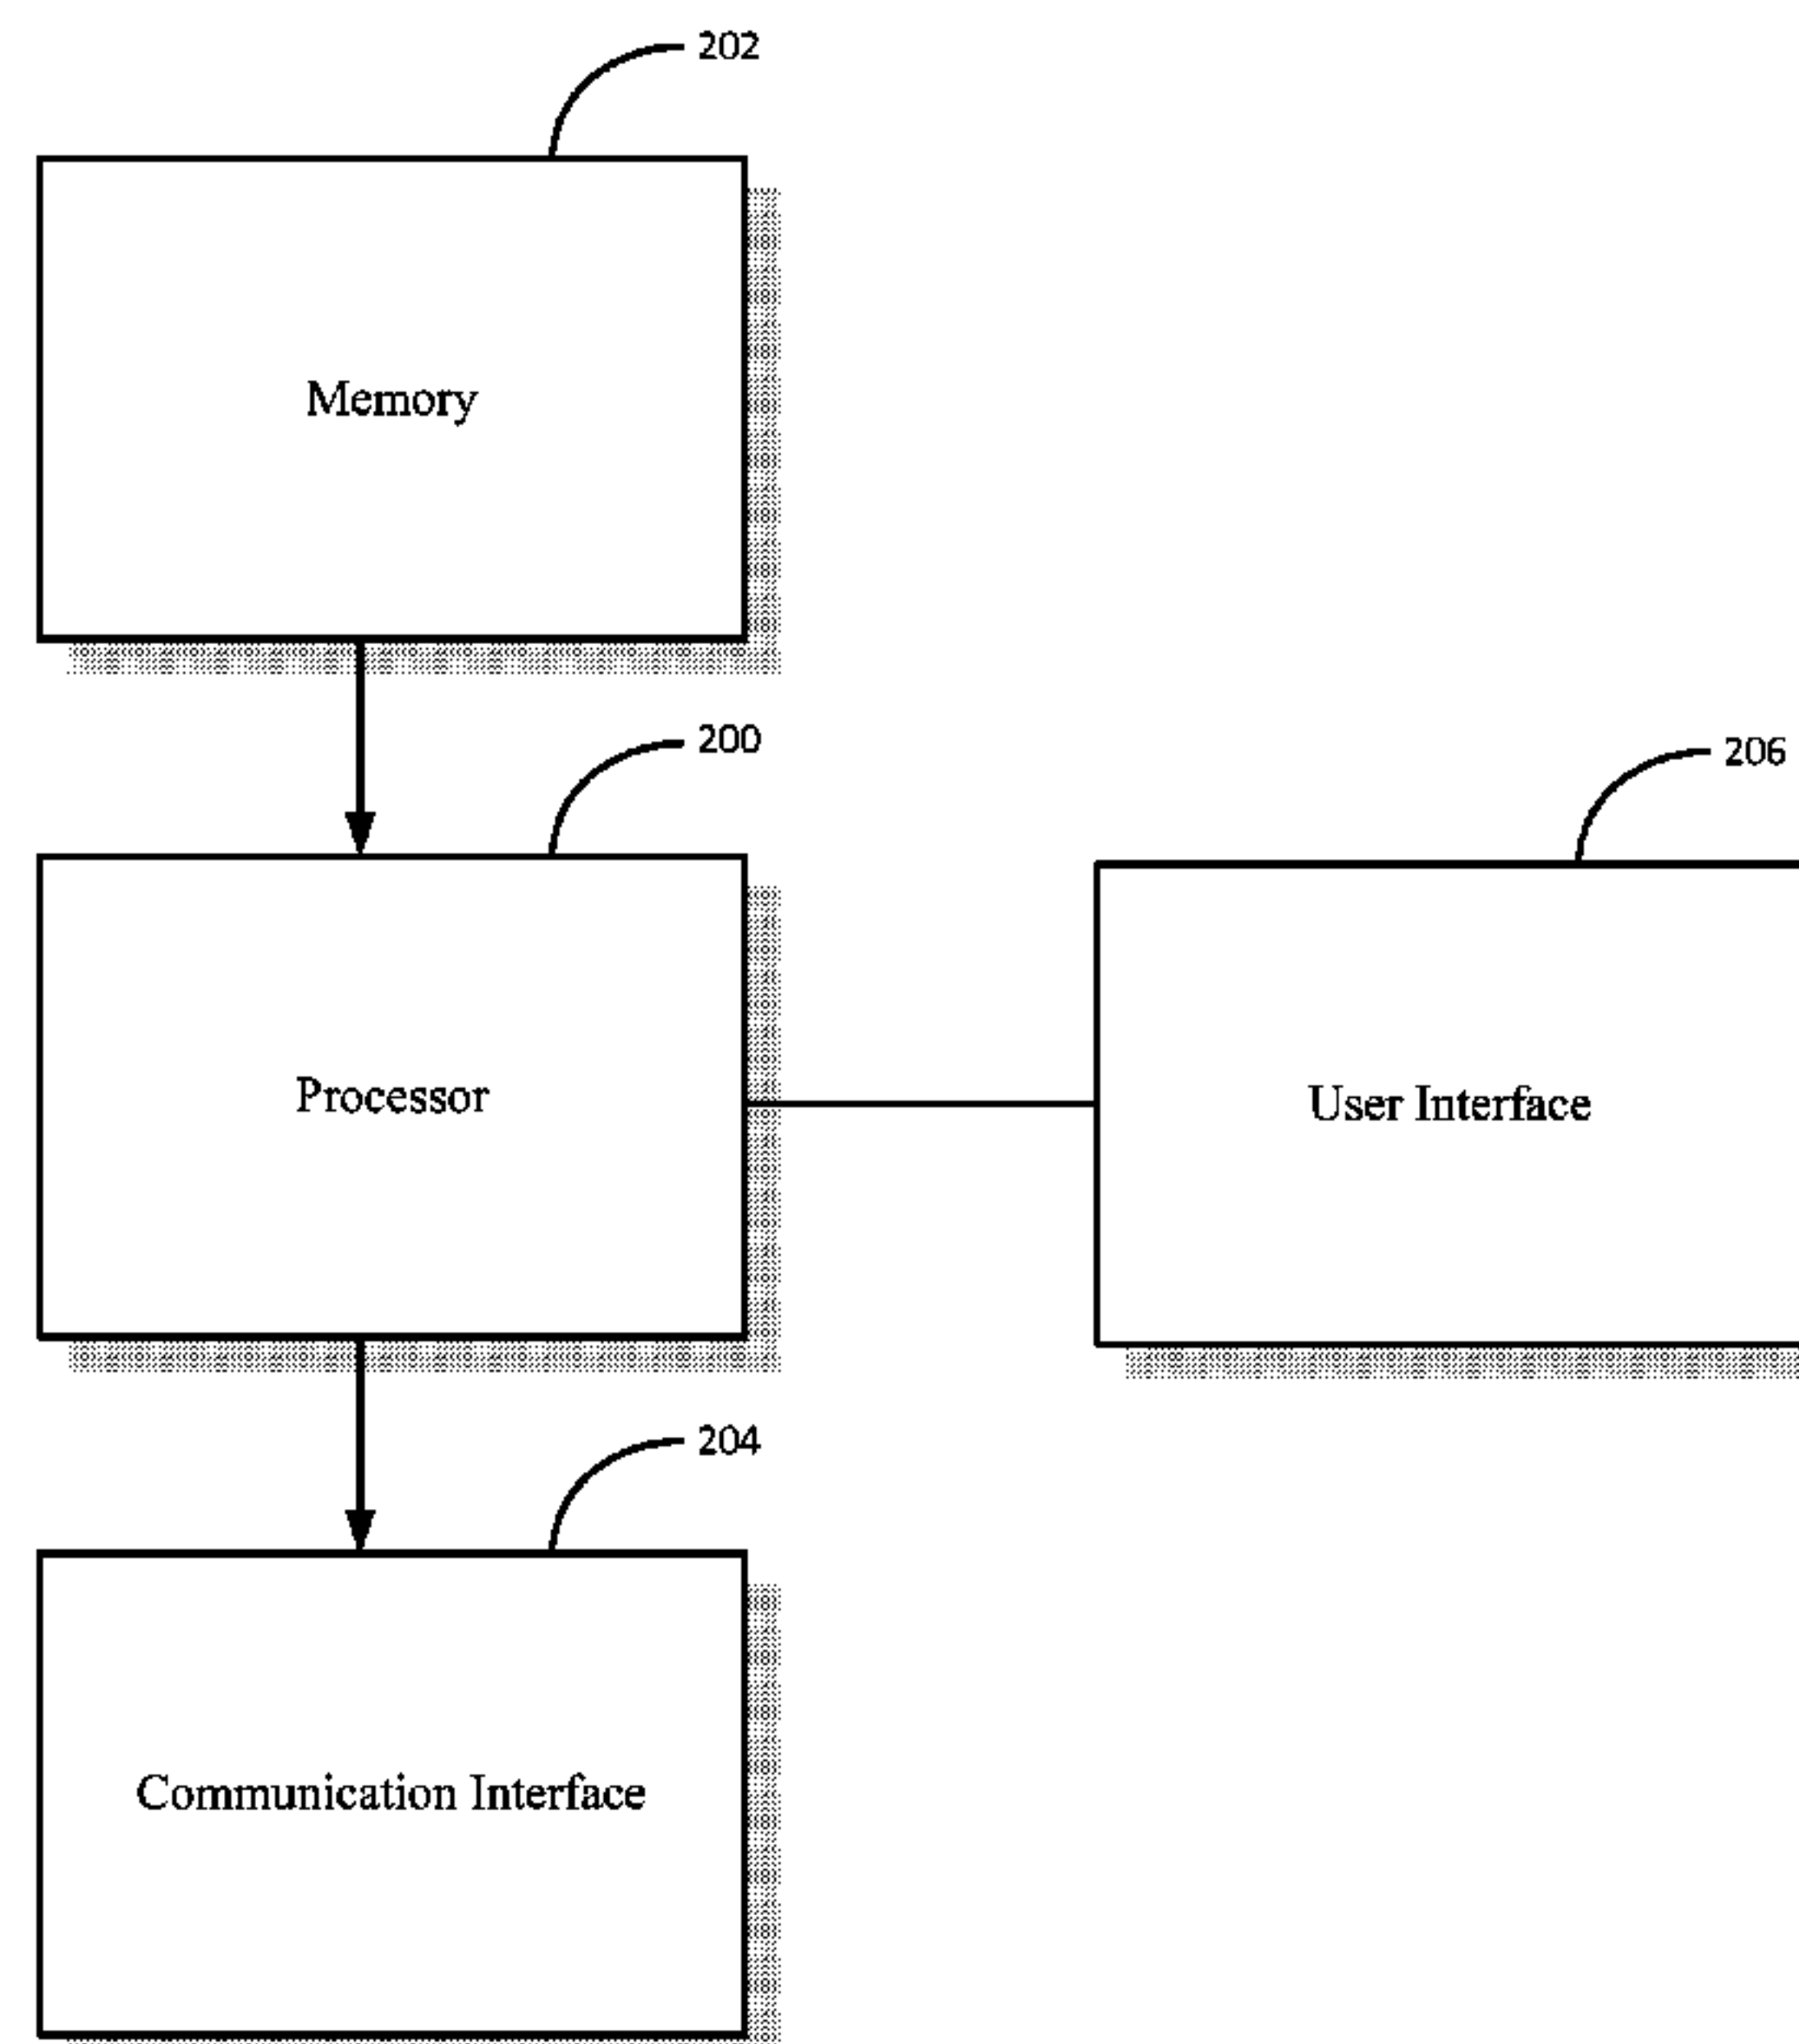 202
Memory
200
206
Processor
User Interface
204
Communication Interface